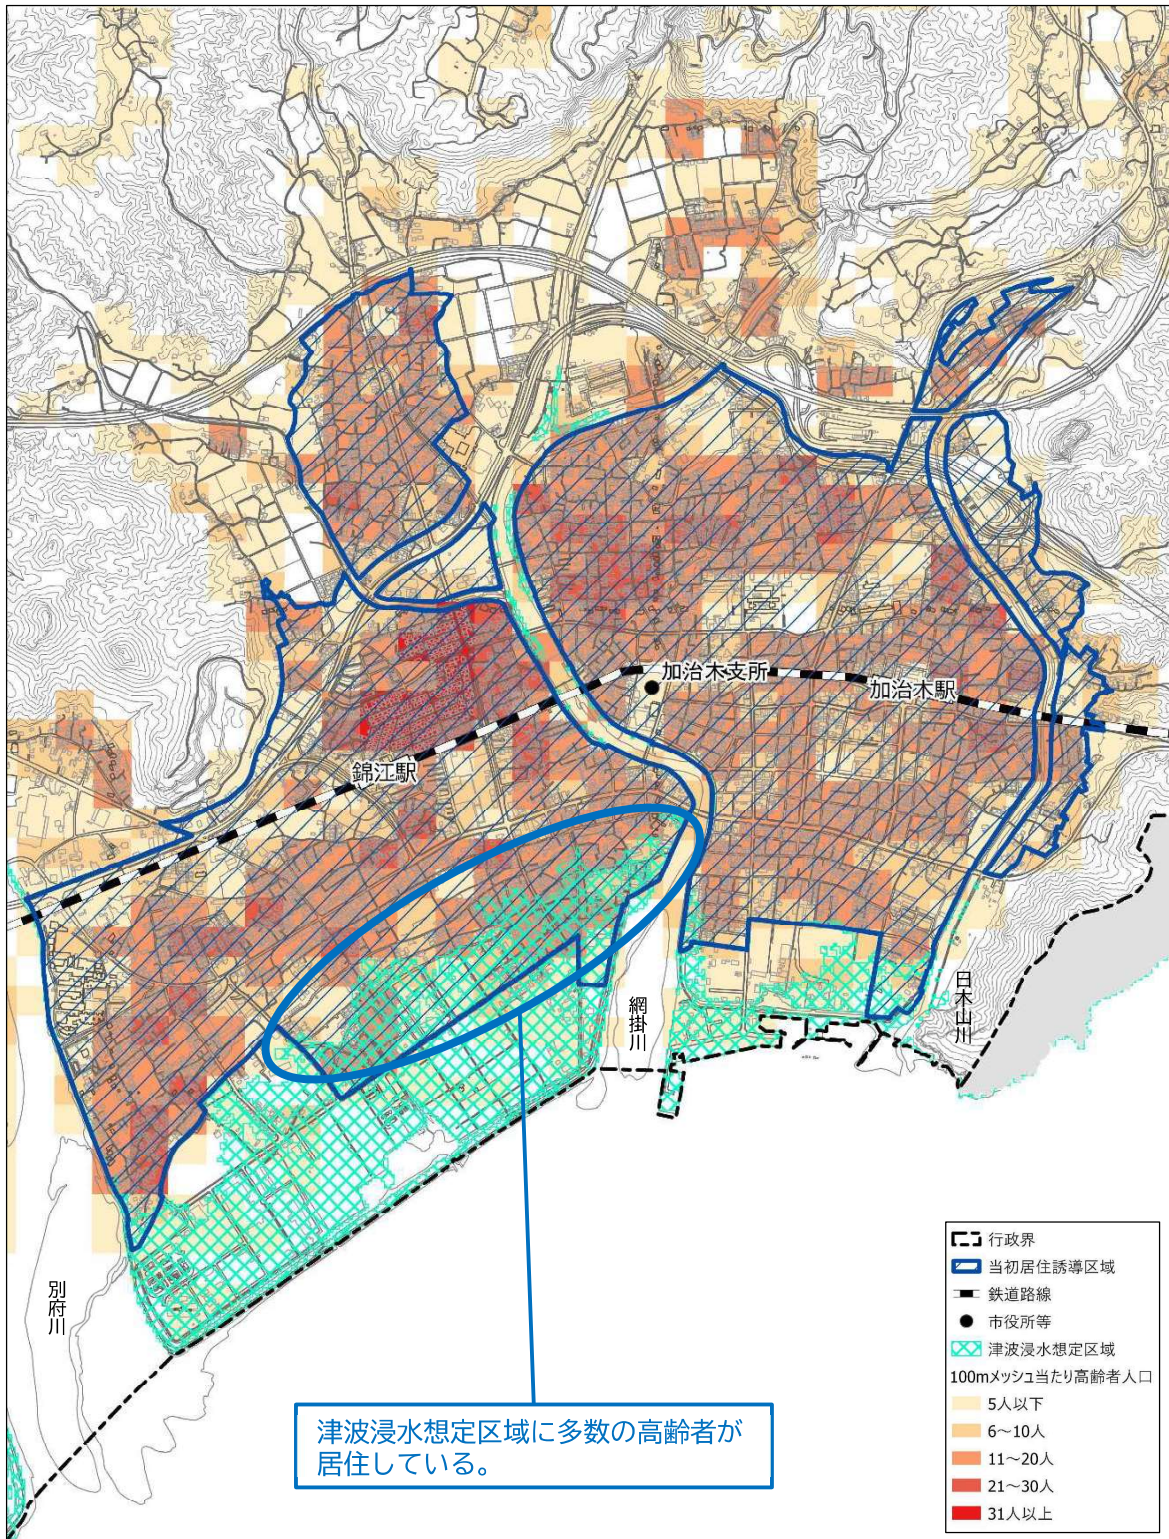 加治木支所
加治木駅
錦江駅
日木山川
網掛川
別府川
津波浸水想定区域に多数の高齢者が
居住している。
行政界
当初居住誘導区域
鉄道路線
市役所等
津波浸水想定区域
100mメッシュ当たり高齢者人口
5人以下
6～10人
11～20人
21～30人
31人以上